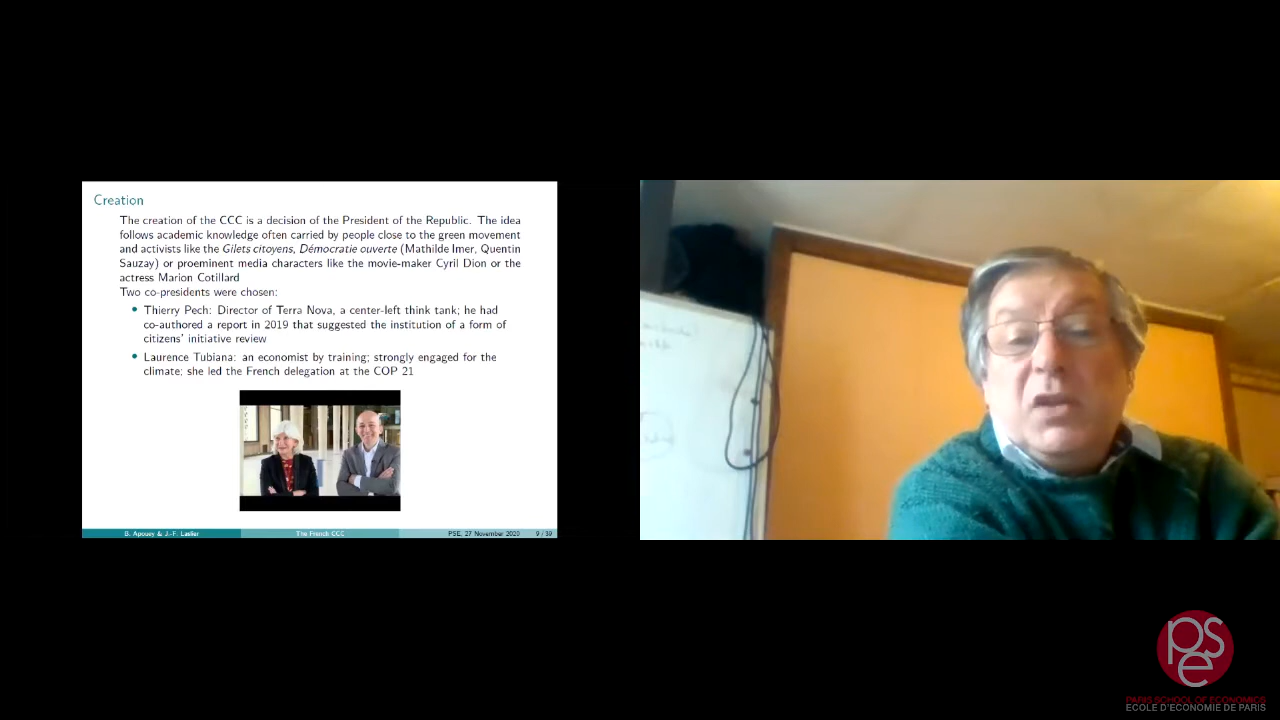 Creation
The creation of the CCC is a decision of the President of the Republic. The idea
follows academic knowledge often carried by people close to the green movement
and activists like the Gilets citoyens, Démocratie ouverte (Mathilde Imer, Quentin
Sauzay) or proeminent media characters like the movie-maker Cyril Dion or the
actress Marion Cotillard
Two co-presidents were chosen:
Thierry Pech: Director of Terra Nova, a center-left think tank; he had
co-authored a report in 2019 that suggested the institution of a form of
citizens' initiative review
Laurence Tubiana: an economist by training; strongly engaged for the
climate; she led the French delegation at the COP 21
B. Apouey & J.-F. Laslier
The French CCC
PSE, 27 November 2020
9 / 39
pse
PARIS SCHOOL OF ECONOMICS
ECOLE D'ECONOMIE DE PARIS